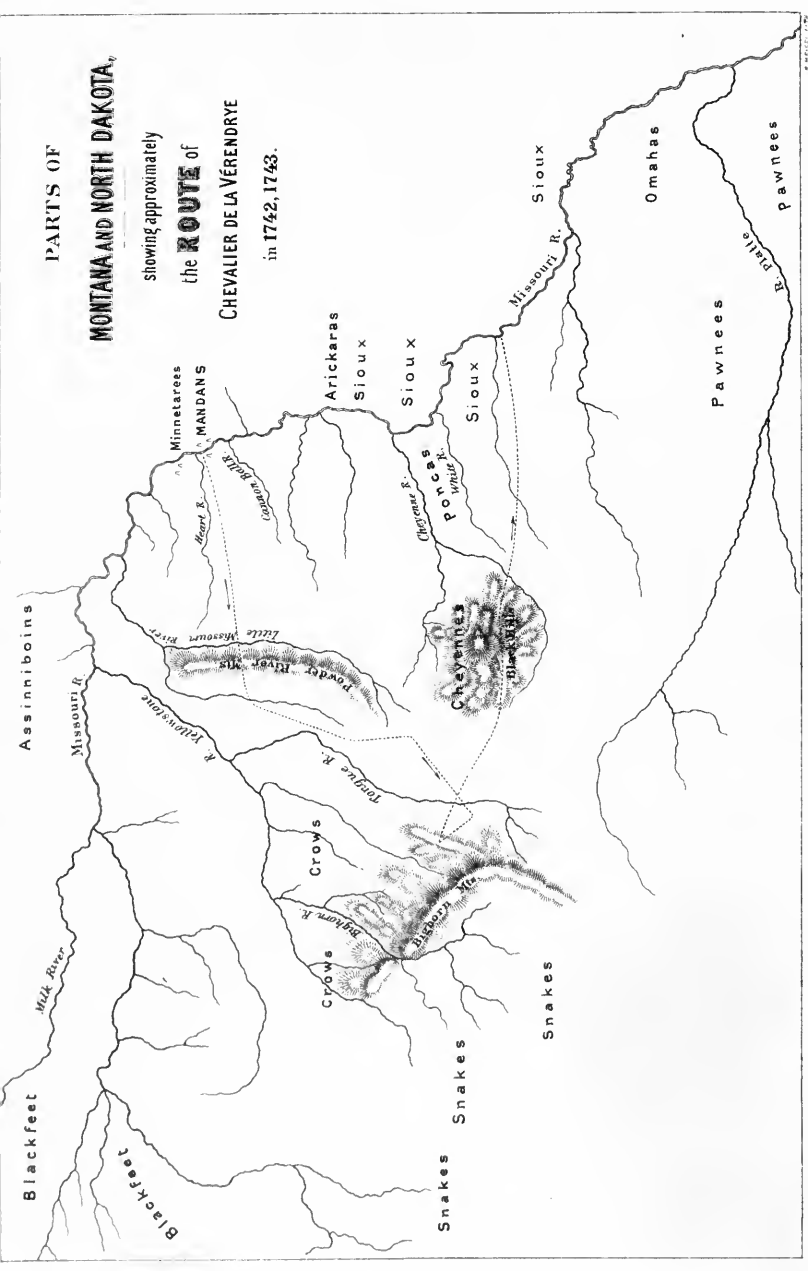 PARTS OF
MONTANA AND NORTH DAKOTA,
showing approximately
the ROUTE of
CHEVALIER DE LA VÉRENDRYE
in 1742, 1743.
Assinniboins
Missouri R.
Milk River
Blackfeet
Blackfeet
R. Yellowstone
Minnetarees
MANDANS
Heart R.
Cannon Ball R.
Little Missouri River
Powder River Mts
Tongue R.
Crows
Bighorn R.
Crows
Bighorn Mts
Snakes
Snakes
Snakes
Arickaras
Sioux
Sioux
Sioux
Cheyenne R.
Poncas
White R.
Cheyennes
Black Hills
Missouri R.
Sioux
Omahas
Pawnees
R. Platte
Pawnees